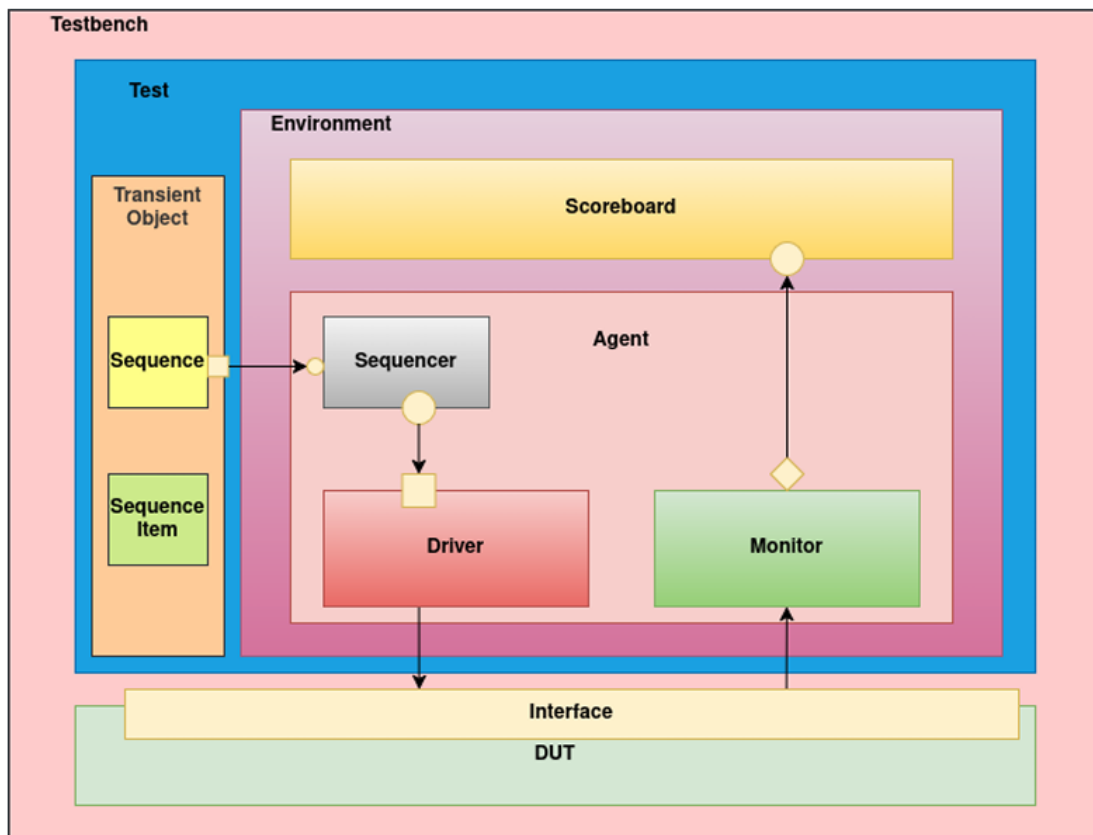 Testbench
Test
Environment
Transient
Object
Scoreboard
Agent
Sequence
Sequencer
Sequence
Item
Driver
Monitor
Interface
DUT